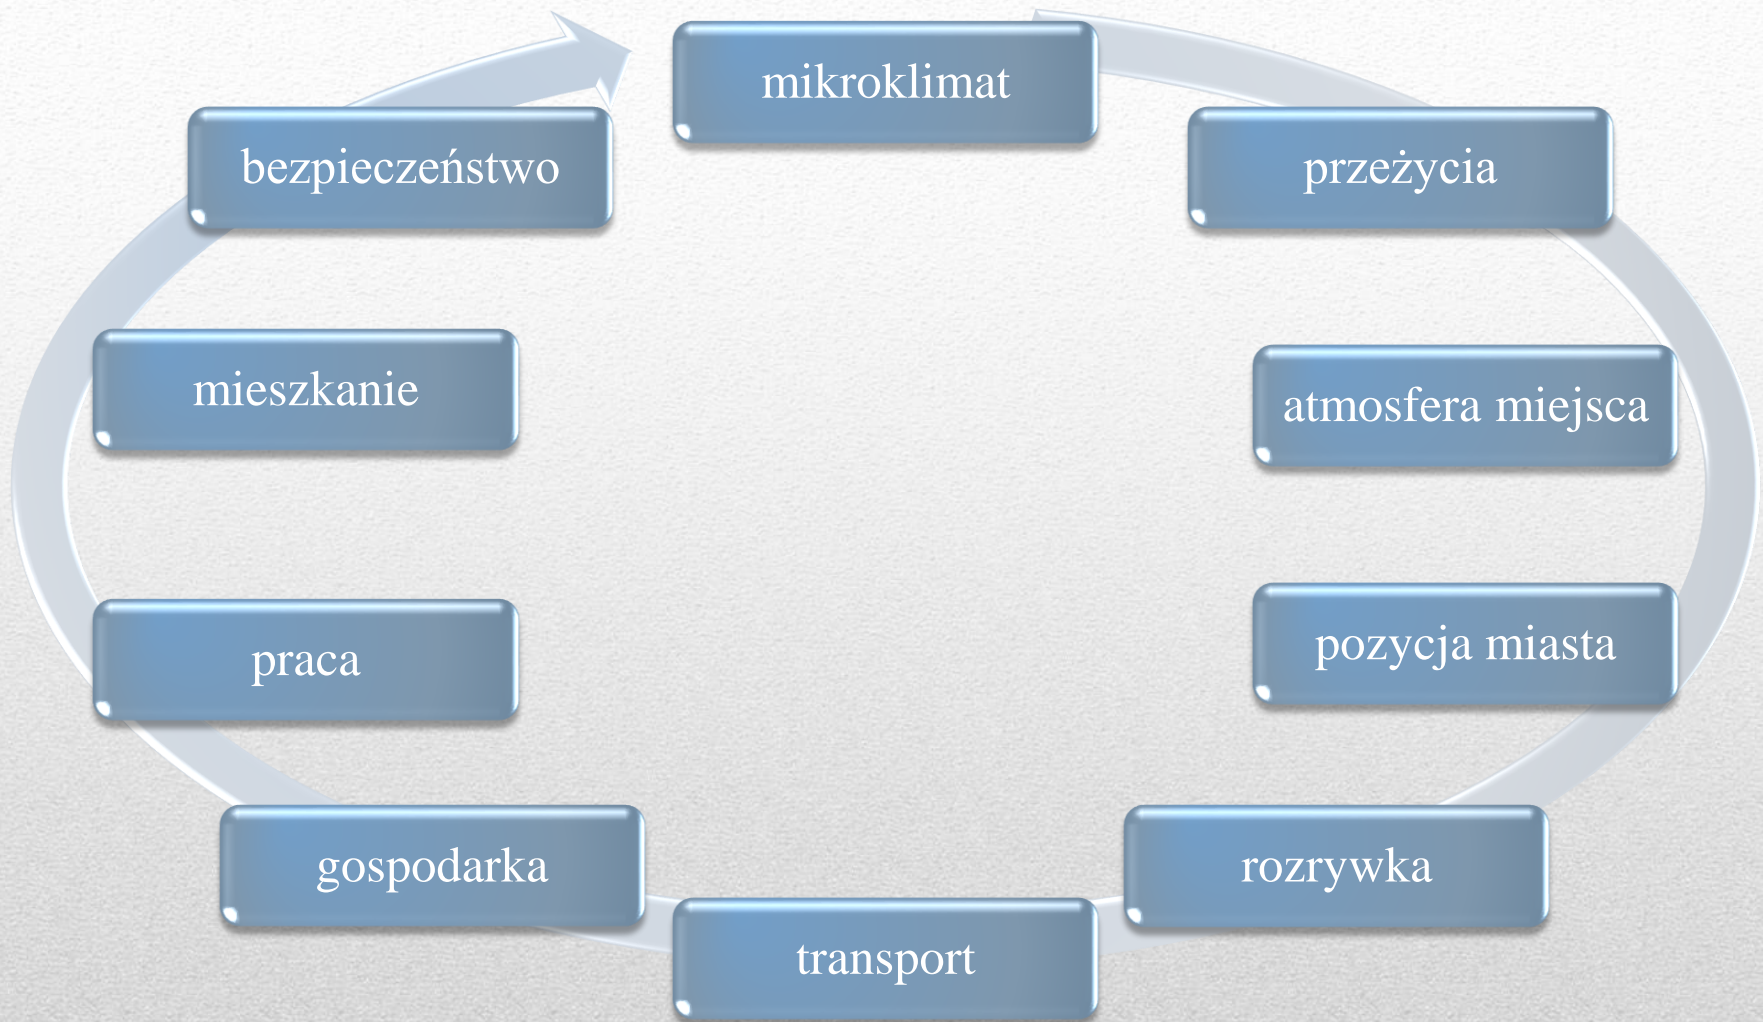 mikroklimat
przeżycia
atmosfera miejsca
pozycja miasta
rozrywka
transport
gospodarka
praca
mieszkanie
bezpieczeństwo